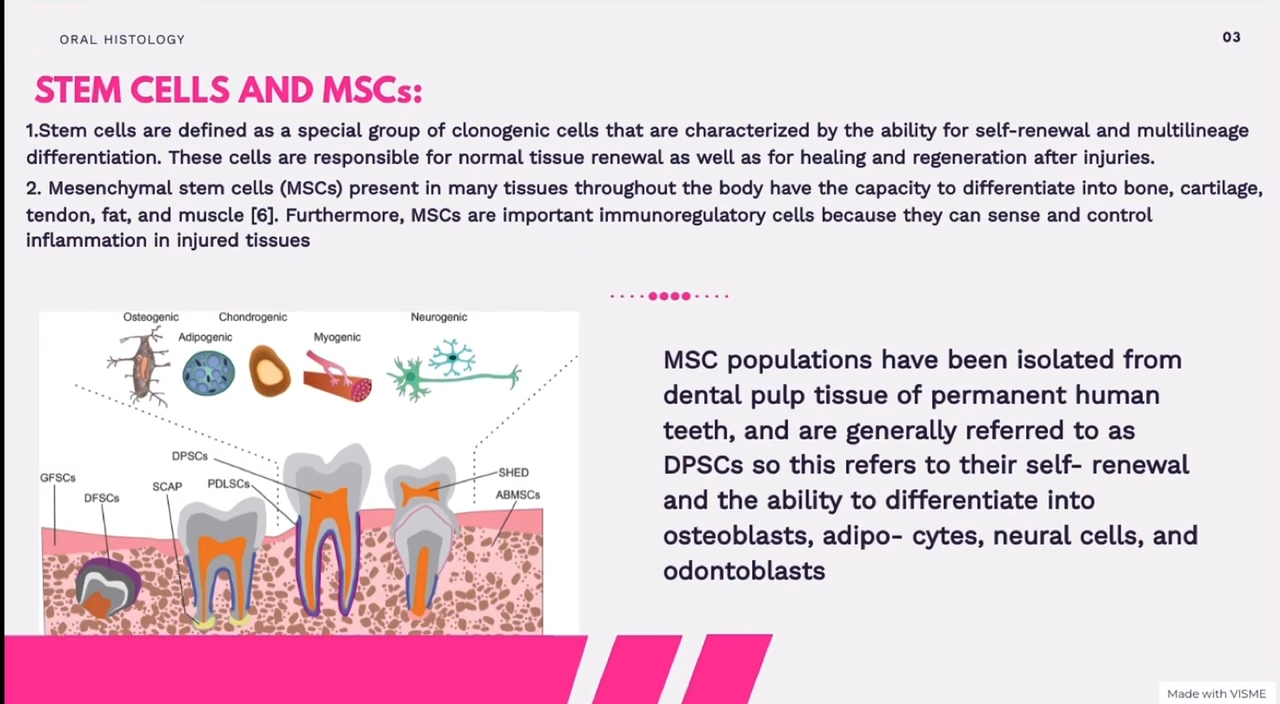 ORAL HISTOLOGY
03
STEM CELLS AND MSCs:
1.Stem cells are defined as a special group of clonogenic cells that are characterized by the ability for self-renewal and multilineage
differentiation. These cells are responsible for normal tissue renewal as well as for healing and regeneration after injuries.
2. Mesenchymal stem cells (MSCs) present in many tissues throughout the body have the capacity to differentiate into bone, cartilage,
tendon, fat, and muscle [6]. Furthermore, MSCs are important immunoregulatory cells because they can sense and control
inflammation in injured tissues
Osteogenic
Chondrogenic
Neurogenic
Adipogenic
Myogenic
DPSCs
GFSCs
DFSCs
SCAP
PDLSCs
SHED
ABMSCs
MSC populations have been isolated from
dental pulp tissue of permanent human
teeth, and are generally referred to as
DPSCs so this refers to their self- renewal
and the ability to differentiate into
osteoblasts, adipo- cytes, neural cells, and
odontoblasts
Made with VISME